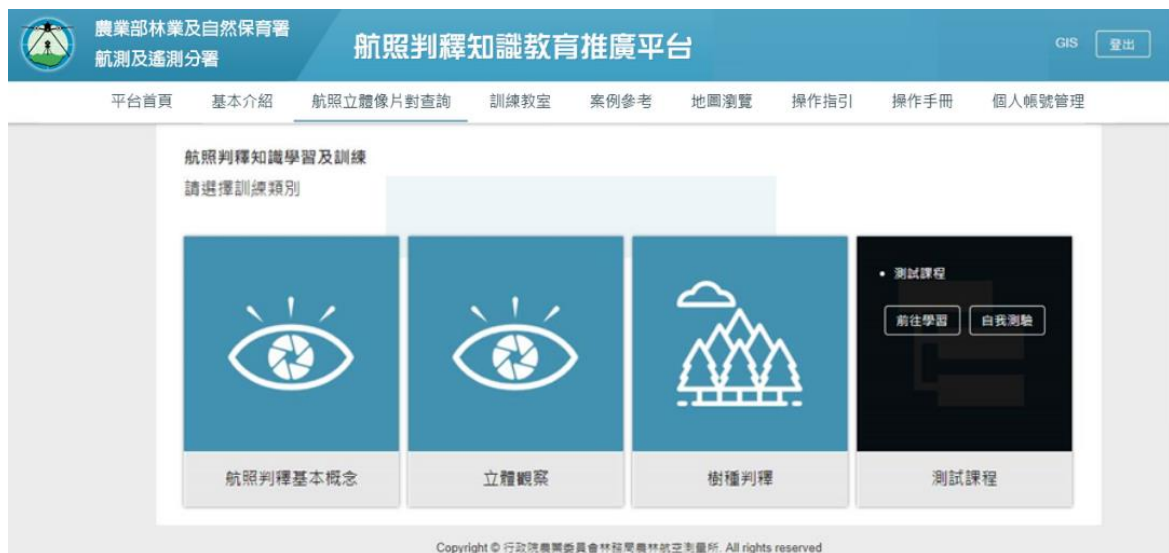 農業部林業及自然保育署
航測及遙測分署
航照判釋知識教育推廣平台
GIS
登出
平台首頁
基本介紹
航照立體像片對查詢
訓練教室
案例參考
地圖瀏覽
操作指引
操作手冊
個人帳號管理
航照判釋知識學習及訓練
請選擇訓練類別
• 測試課程
前往學習
自我測驗
航照判釋基本概念
立體觀察
樹種判釋
測試課程
Copyright © 行政院農業委員會林務局農林航空測量所. All rights reserved